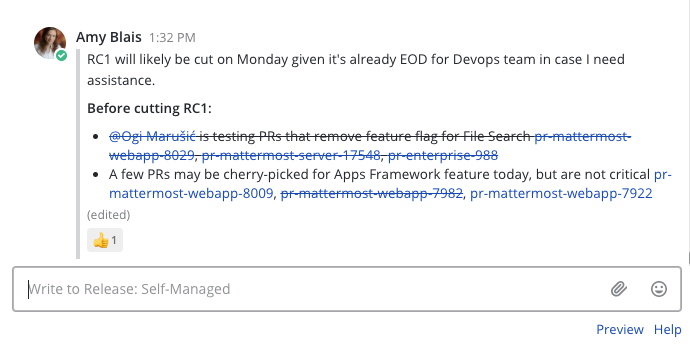 Amy Blais 1:32 PM
RC1 will likely be cut on Monday given it's already EOD for Devops team in case I need
assistance.
Before cutting RC1:
@Ogi Marušić is testing PRs that remove feature flag for File Search pr-mattermost-
webapp-8029, pr-mattermost-server-17548, pr-enterprise-988
A few PRs may be cherry-picked for Apps Framework feature today, but are not critical pr-
mattermost-webapp-8009, pr-mattermost-webapp-7982, pr-mattermost-webapp-7922
(edited)
1
Write to Release: Self-Managed
Preview Help